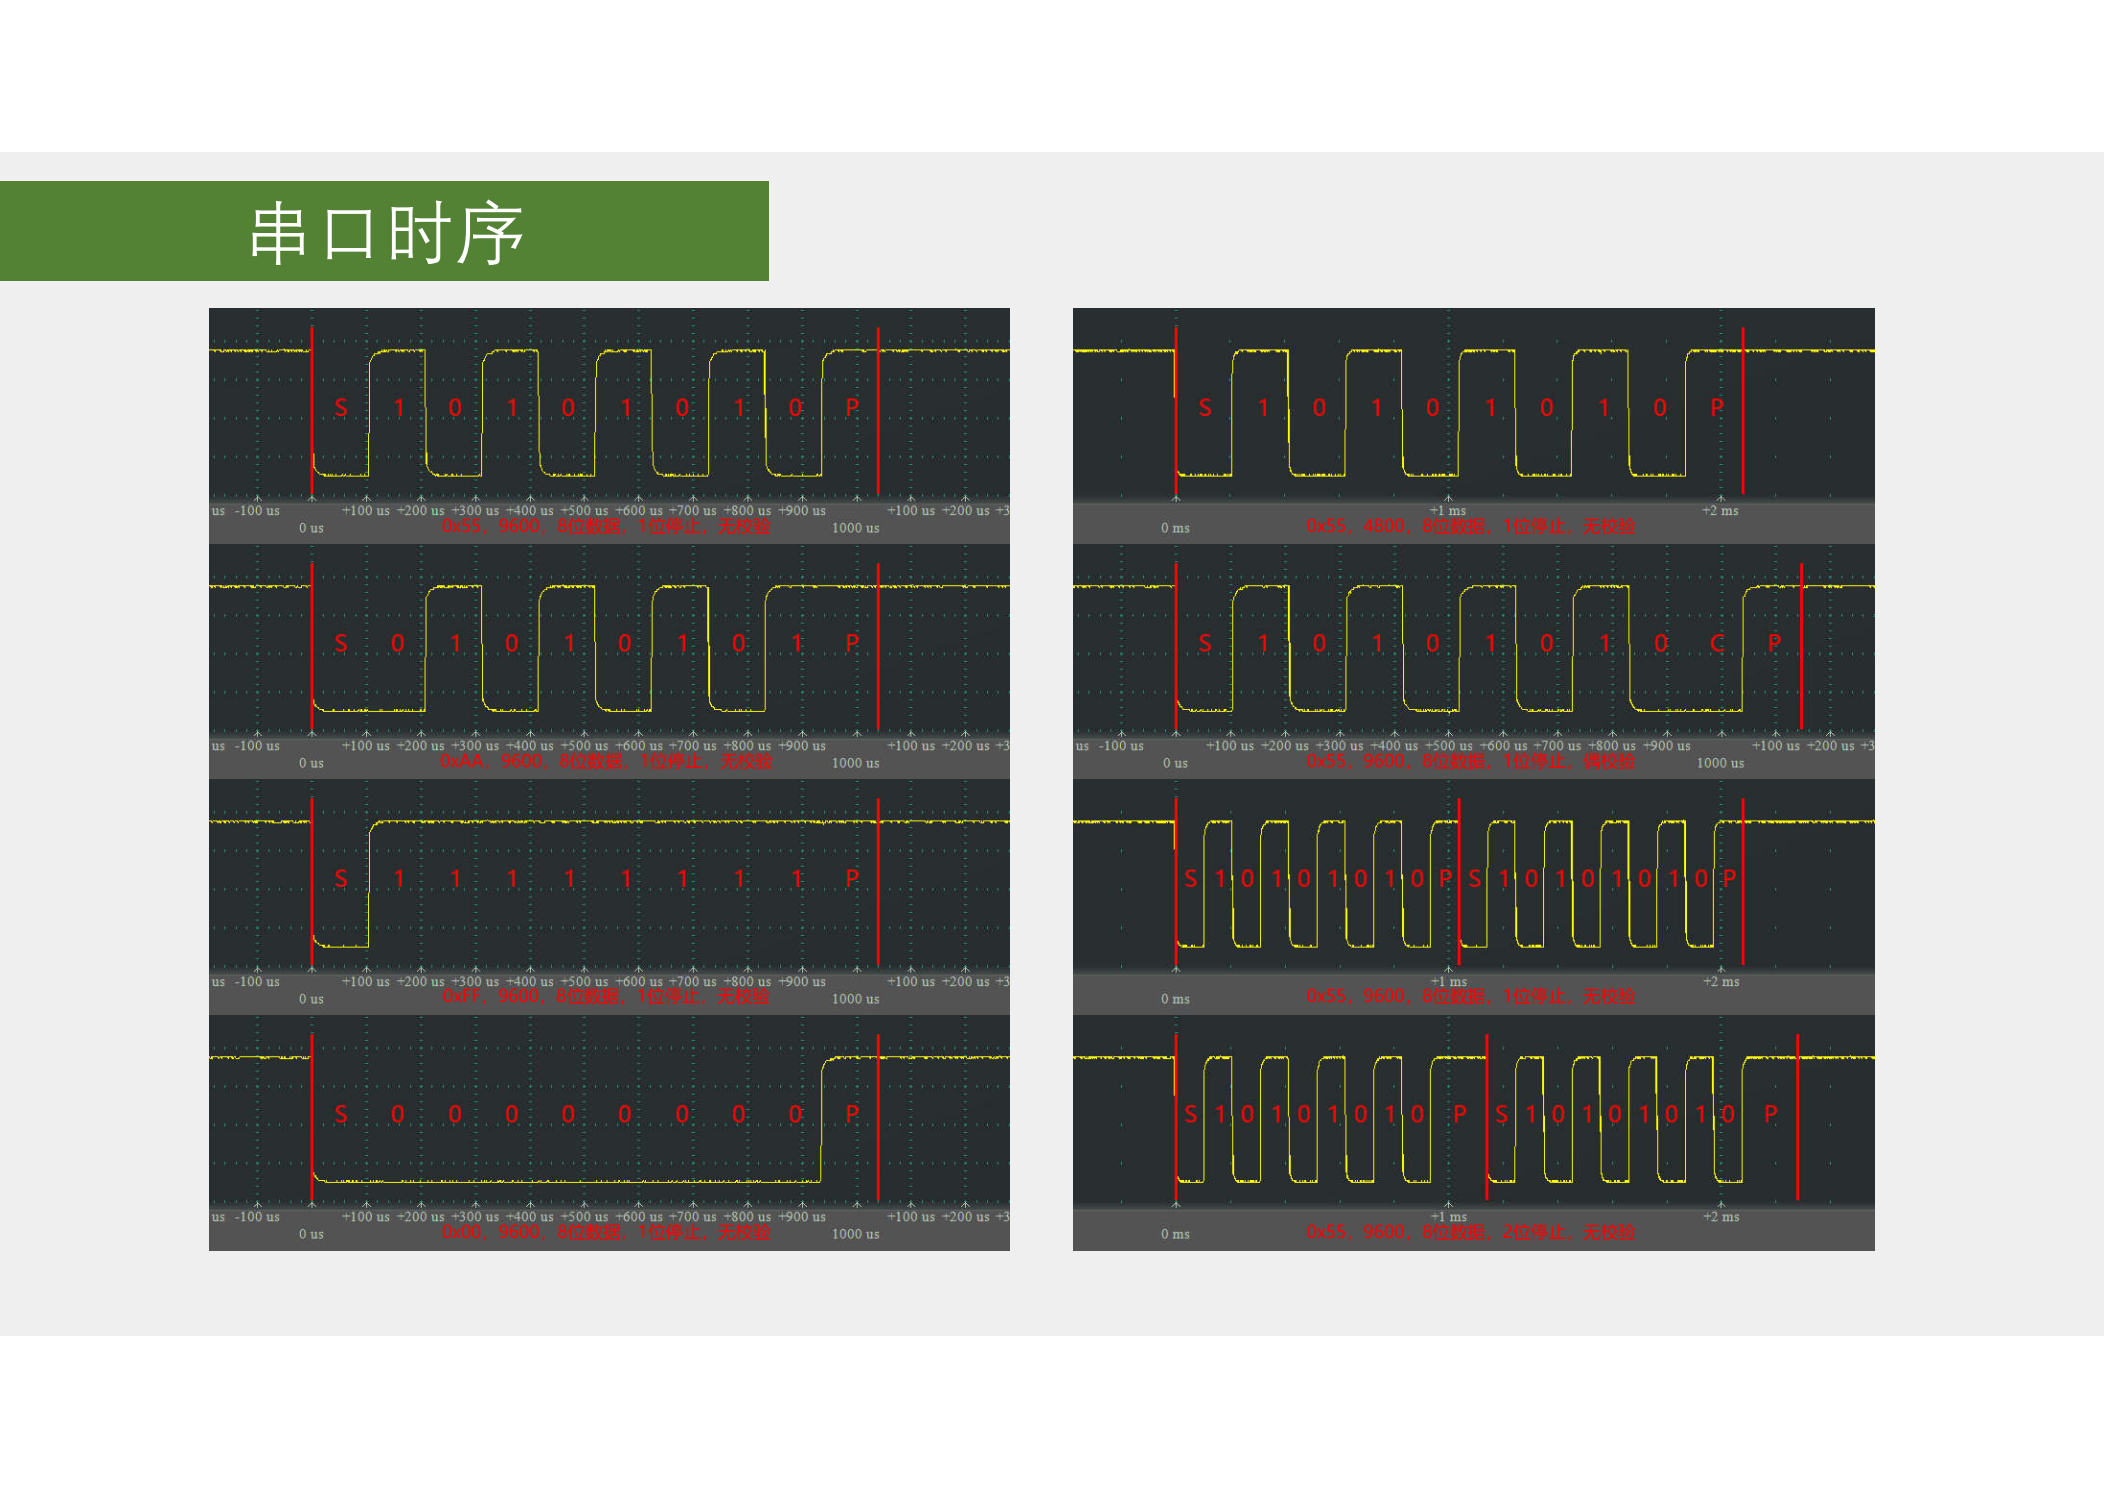 串口时序
S 1 0 1 0 1 0 1 0 P
us -100 us +100 us +200 us +300 us +400 us +500 us +600 us +700 us +800 us +900 us +100 us +200 us +3
0 us 0x55，9600，8位数据，1位停止，无校验 1000 us
S 0 1 0 1 0 1 0 1 P
us -100 us +100 us +200 us +300 us +400 us +500 us +600 us +700 us +800 us +900 us +100 us +200 us +3
0 us 0xAA，9600，8位数据，1位停止，无校验 1000 us
S 1 1 1 1 1 1 1 1 P
us -100 us +100 us +200 us +300 us +400 us +500 us +600 us +700 us +800 us +900 us +100 us +200 us +3
0 us 0xFF，9600，8位数据，1位停止，无校验 1000 us
S 0 0 0 0 0 0 0 0 P
us -100 us +100 us +200 us +300 us +400 us +500 us +600 us +700 us +800 us +900 us +100 us +200 us +3
0 us 0x00，9600，8位数据，1位停止，无校验 1000 us
S 1 0 1 0 1 0 1 0 P
+1 ms +2 ms
0 ms 0x55，4800，8位数据，1位停止，无校验
S 1 0 1 0 1 0 1 0 C P
us -100 us +100 us +200 us +300 us +400 us +500 us +600 us +700 us +800 us +900 us +100 us +200 us +3
0 us 0x55，9600，8位数据，1位停止，偶校验 1000 us
S 1 0 1 0 1 0 1 0 P S 1 0 1 0 1 0 1 0 P
+1 ms +2 ms
0 ms 0x55，9600，8位数据，1位停止，无校验
S 1 0 1 0 1 0 1 0 P S 1 0 1 0 1 0 1 0 P
+1 ms +2 ms
0 ms 0x55，9600，8位数据，2位停止，无校验